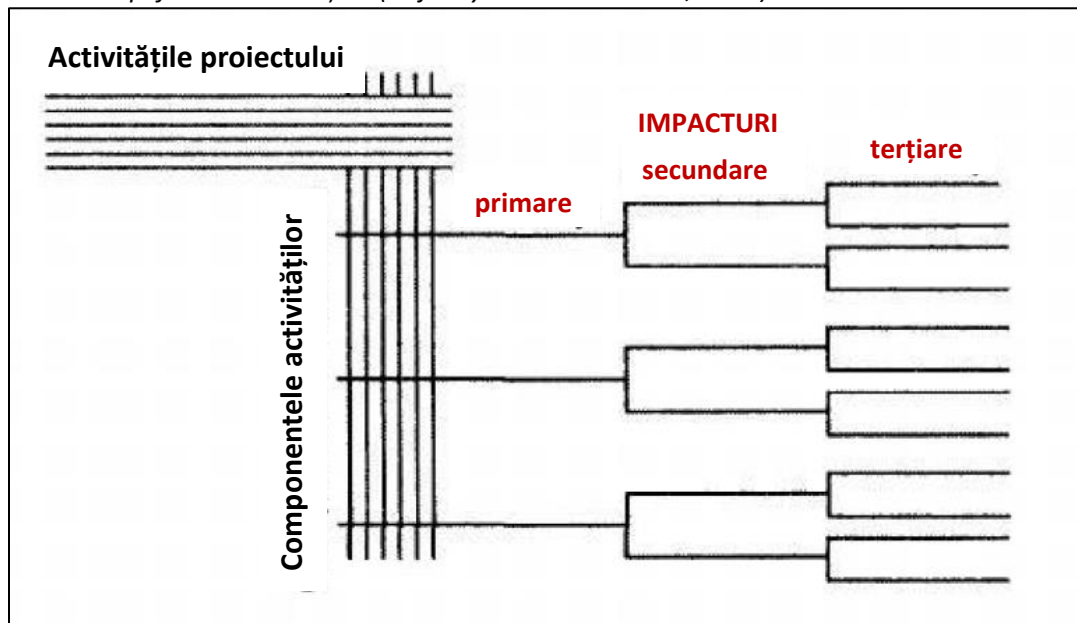 Activitățile proiectului
IMPACTURI
secundare
terțiare
primare
Componentele activităților